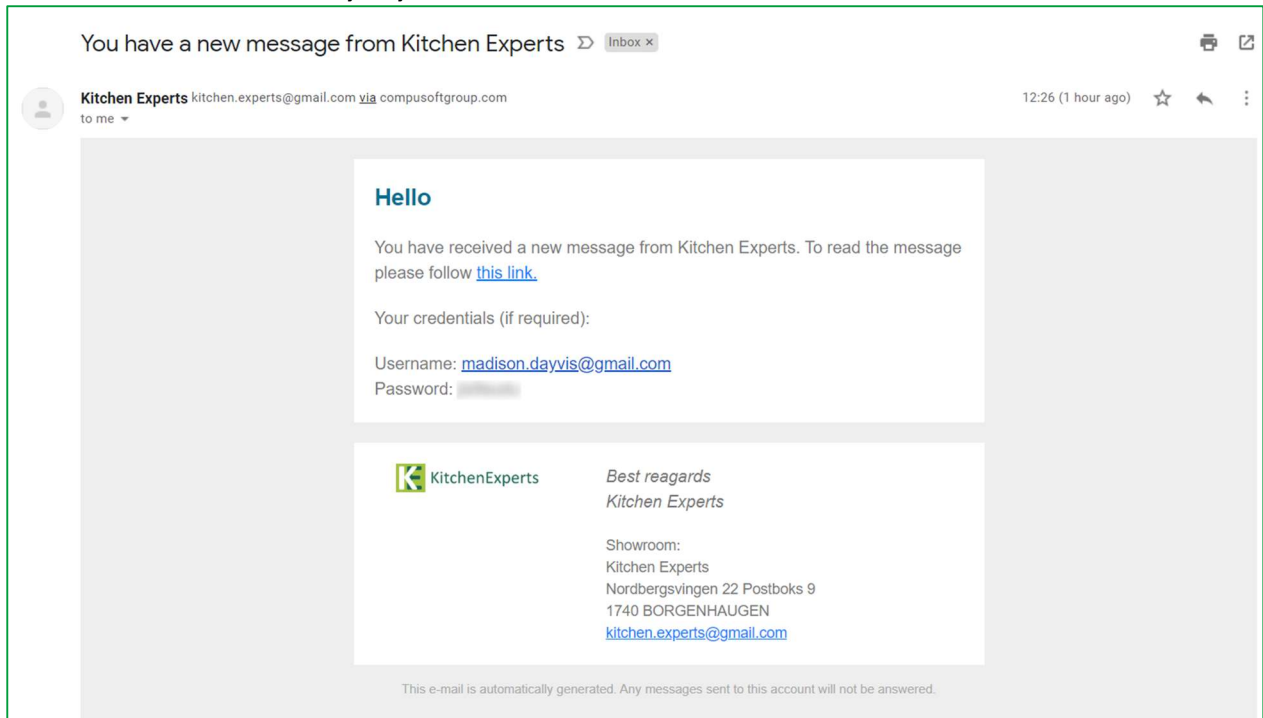 You have a new message from Kitchen Experts Inbox ×
Kitchen Experts kitchen.experts@gmail.com via compusoftgroup.com 12:26 (1 hour ago)
to me
Hello
You have received a new message from Kitchen Experts. To read the message
please follow this link.
Your credentials (if required):
Username: madison.dayvis@gmail.com
Password:
KitchenExperts
Best reagards
Kitchen Experts
Showroom:
Kitchen Experts
Nordbergsvingen 22 Postboks 9
1740 BORGENHAUGEN
kitchen.experts@gmail.com
This e-mail is automatically generated. Any messages sent to this account will not be answered.